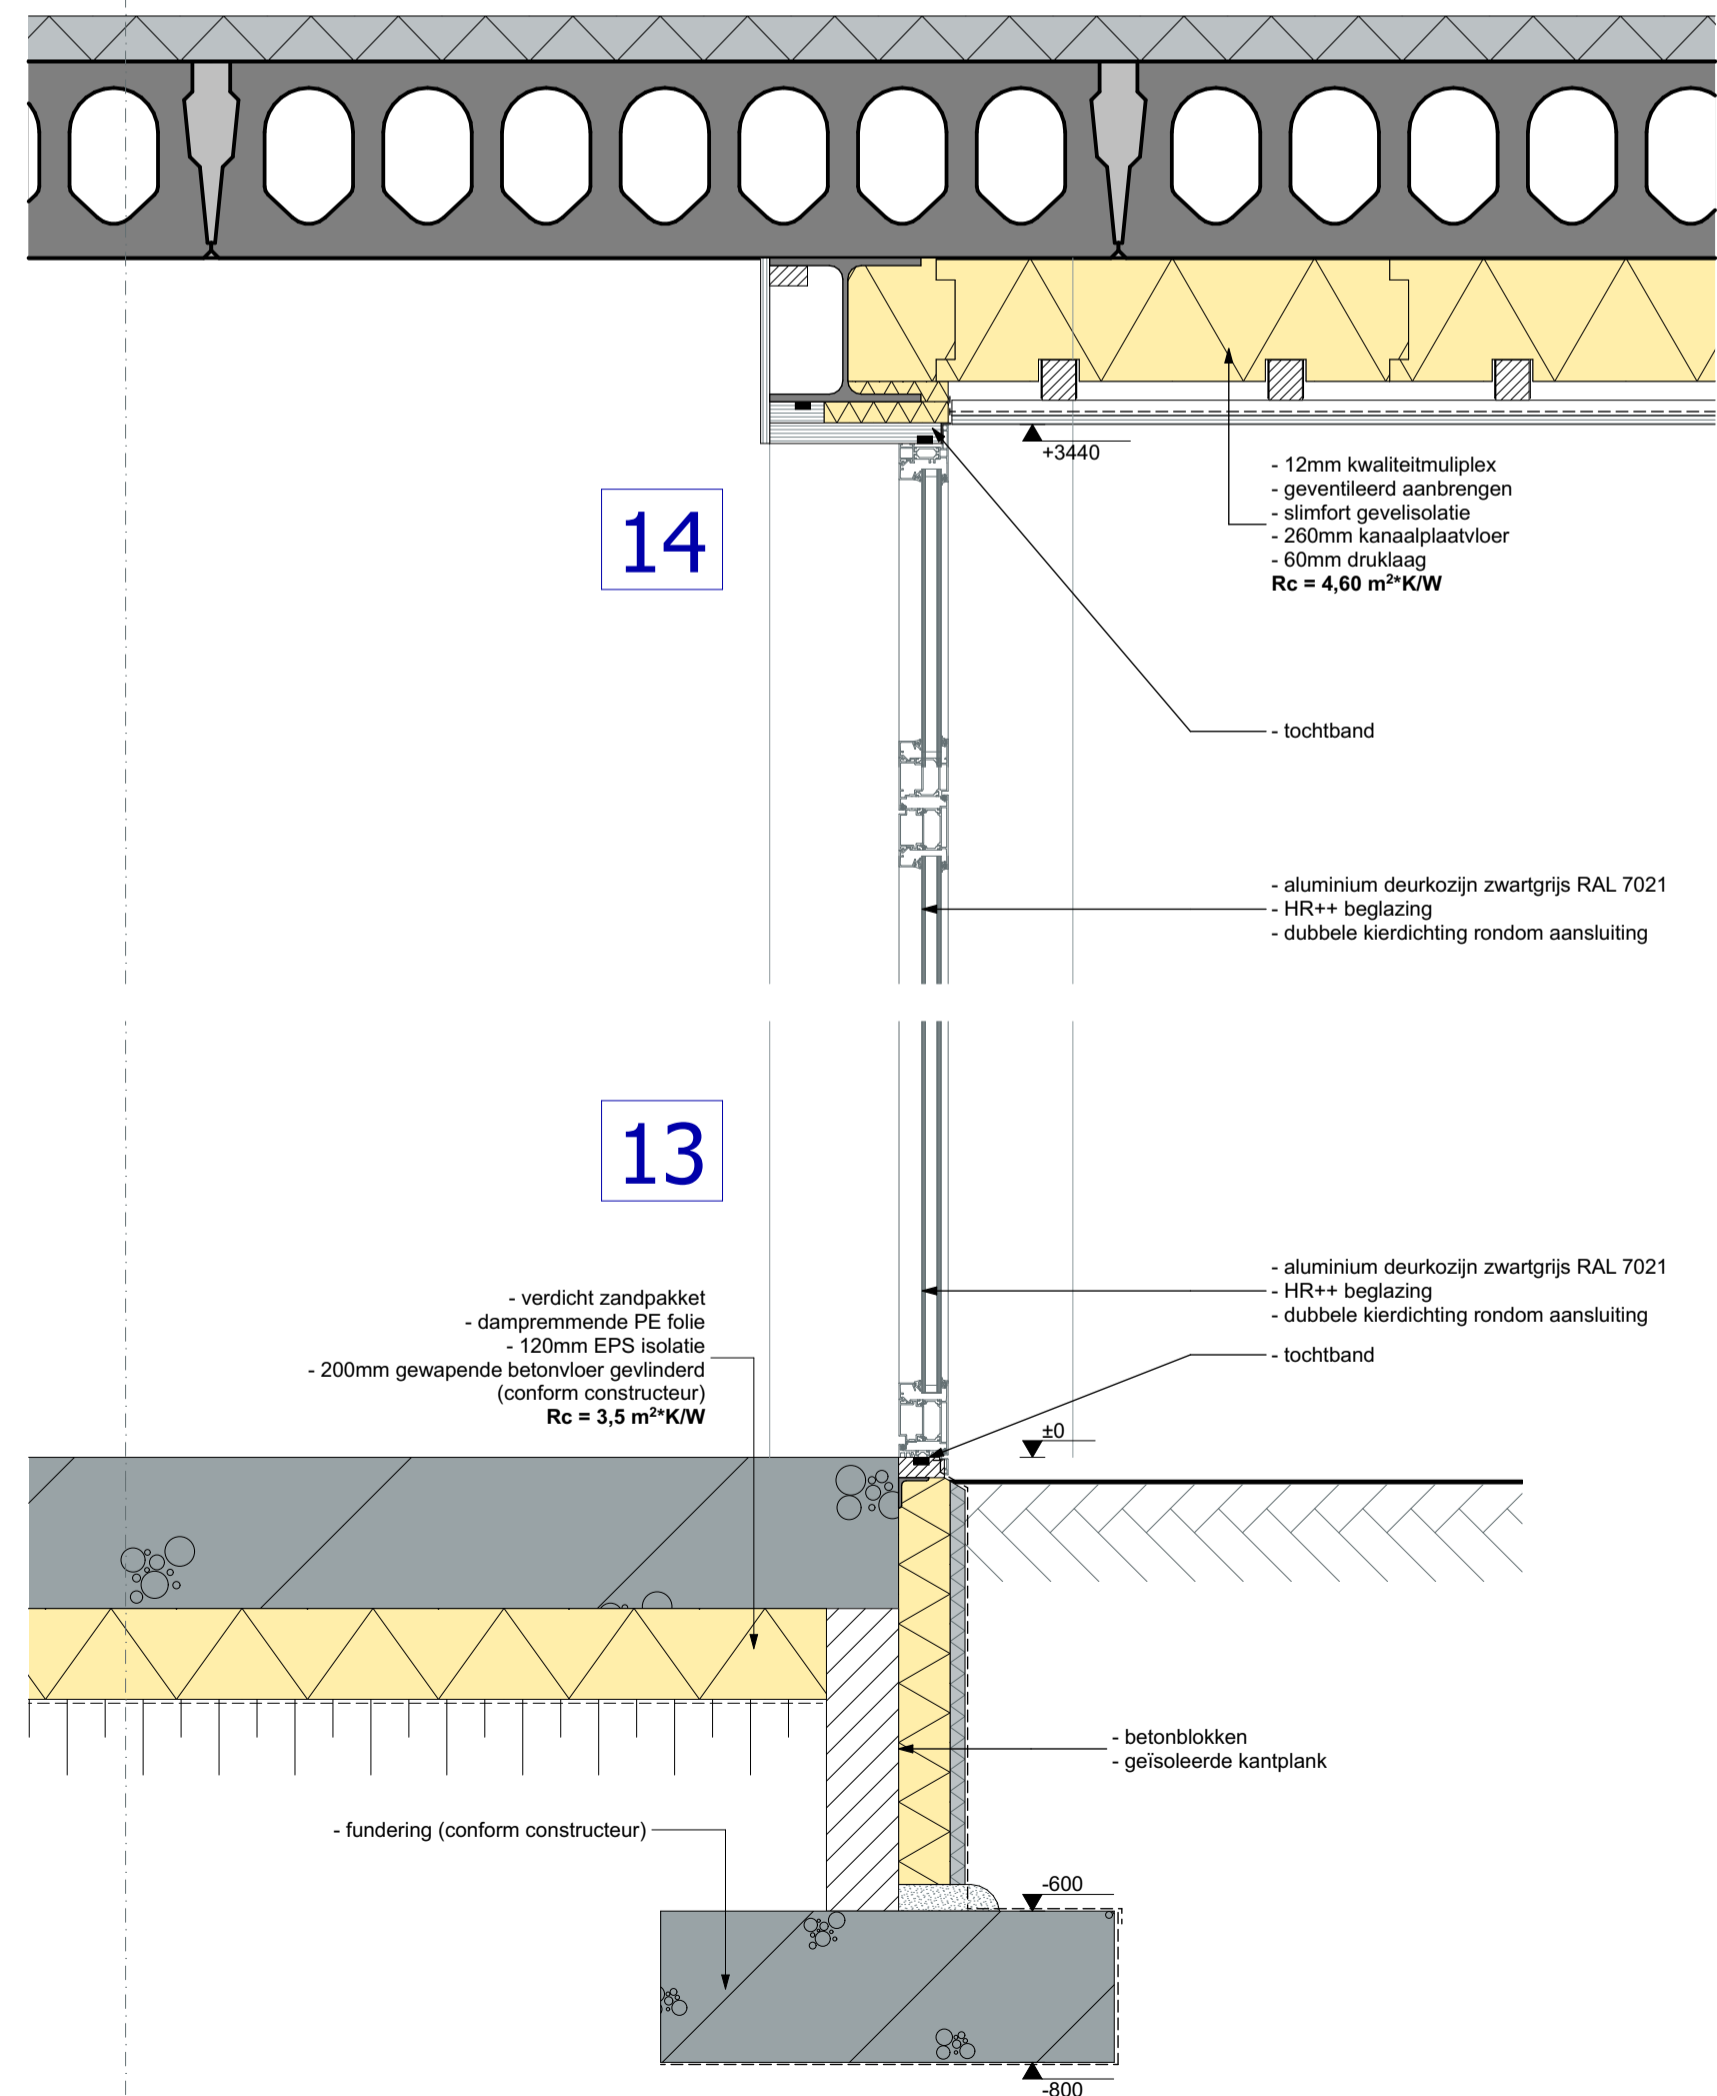 +3440
- 12mm kwaliteitmuliplex
- geventileerd aanbrengen
- slimfort gevelisolatie
- 260mm kanaalplaatvloer
- 60mm druklaag
Rc = 4,60 m²*K/W
14
- tochtband
- aluminium deurkozijn zwartgrijs RAL 7021
- HR++ beglazing
- dubbele kierdichting rondom aansluiting
13
- aluminium deurkozijn zwartgrijs RAL 7021
- HR++ beglazing
- dubbele kierdichting rondom aansluiting
- tochtband
- verdicht zandpakket
- dampremmende PE folie
- 120mm EPS isolatie
- 200mm gewapende betonvloer gevlinderd
(conform constructeur)
Rc = 3,5 m²*K/W
±0
- betonblokken
- geïsoleerde kantplank
- fundering (conform constructeur)
-600
-800